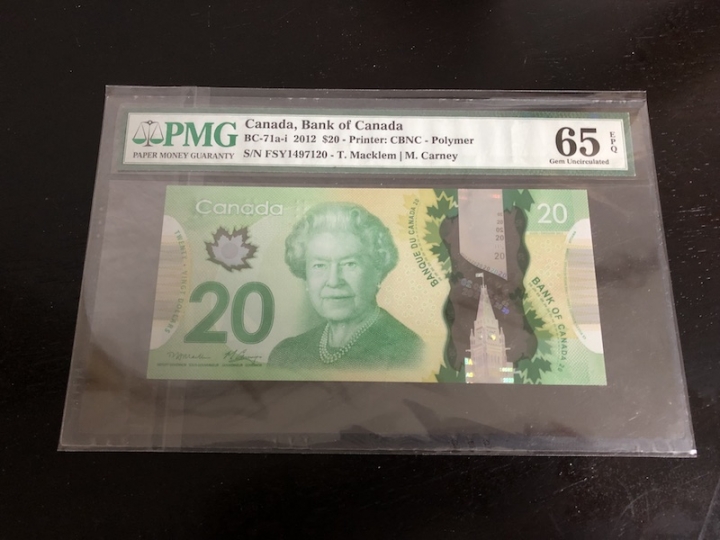 PMG
PAPER MONEY GUARANTY
Canada, Bank of Canada
BC-71a-i 2012 $20 - Printer: CBNC - Polymer
S/N FSY1497120 - T. Macklem | M. Carney
65 EPQ
Gem Uncirculated
Canada
20
20
BANQUE DU CANADA
BANK OF CANADA
20